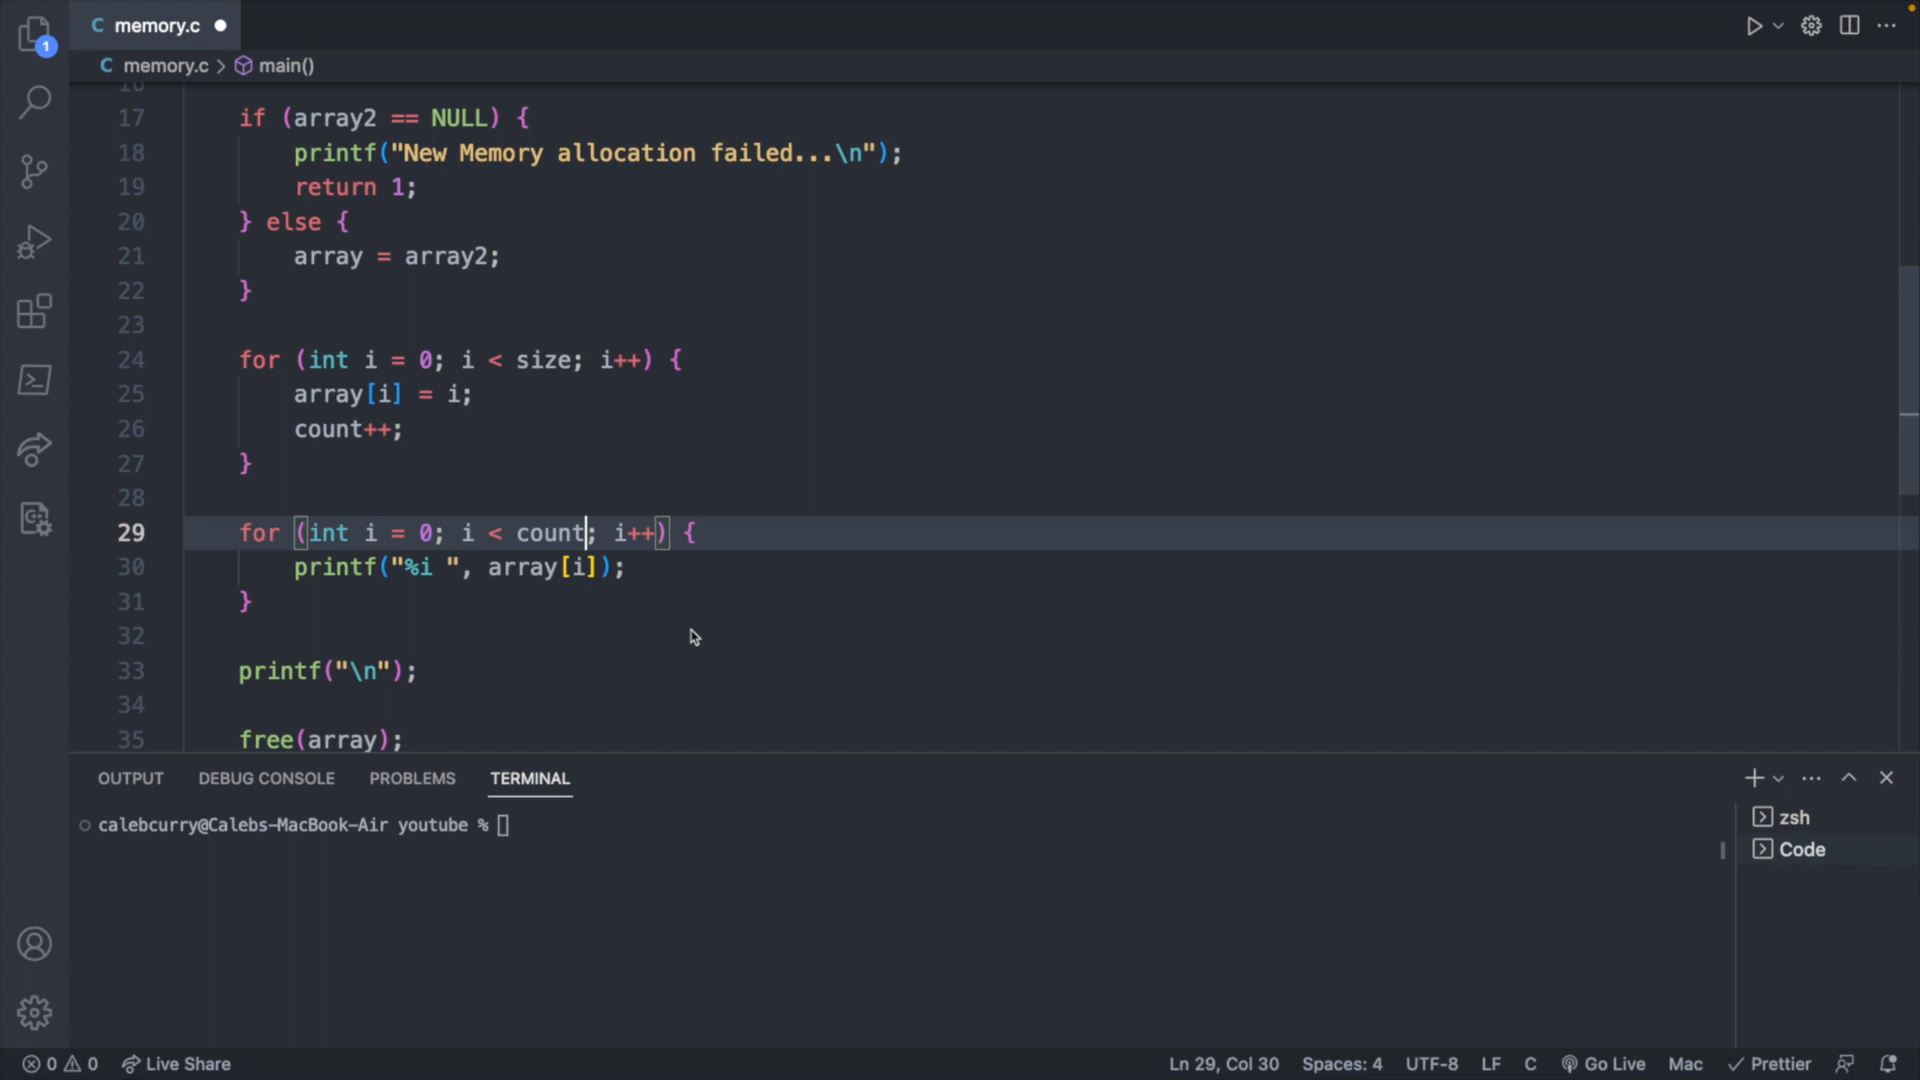 1
C memory.c
C memory.c > main()
16
17 if (array2 == NULL) {
18 printf("New Memory allocation failed...\n");
19 return 1;
20 } else {
21 array = array2;
22 }
23
24 for (int i = 0; i < size; i++) {
25 array[i] = i;
26 count++;
27 }
28
29 for (int i = 0; i < count; i++) {
30 printf("%i ", array[i]);
31 }
32
33 printf("\n");
34
35 free(array);
OUTPUT DEBUG CONSOLE PROBLEMS TERMINAL
calebcurry@Calebs-MacBook-Air youtube %
zsh
Code
0 0 Live Share Ln 29, Col 30 Spaces: 4 UTF-8 LF C Go Live Mac Prettier